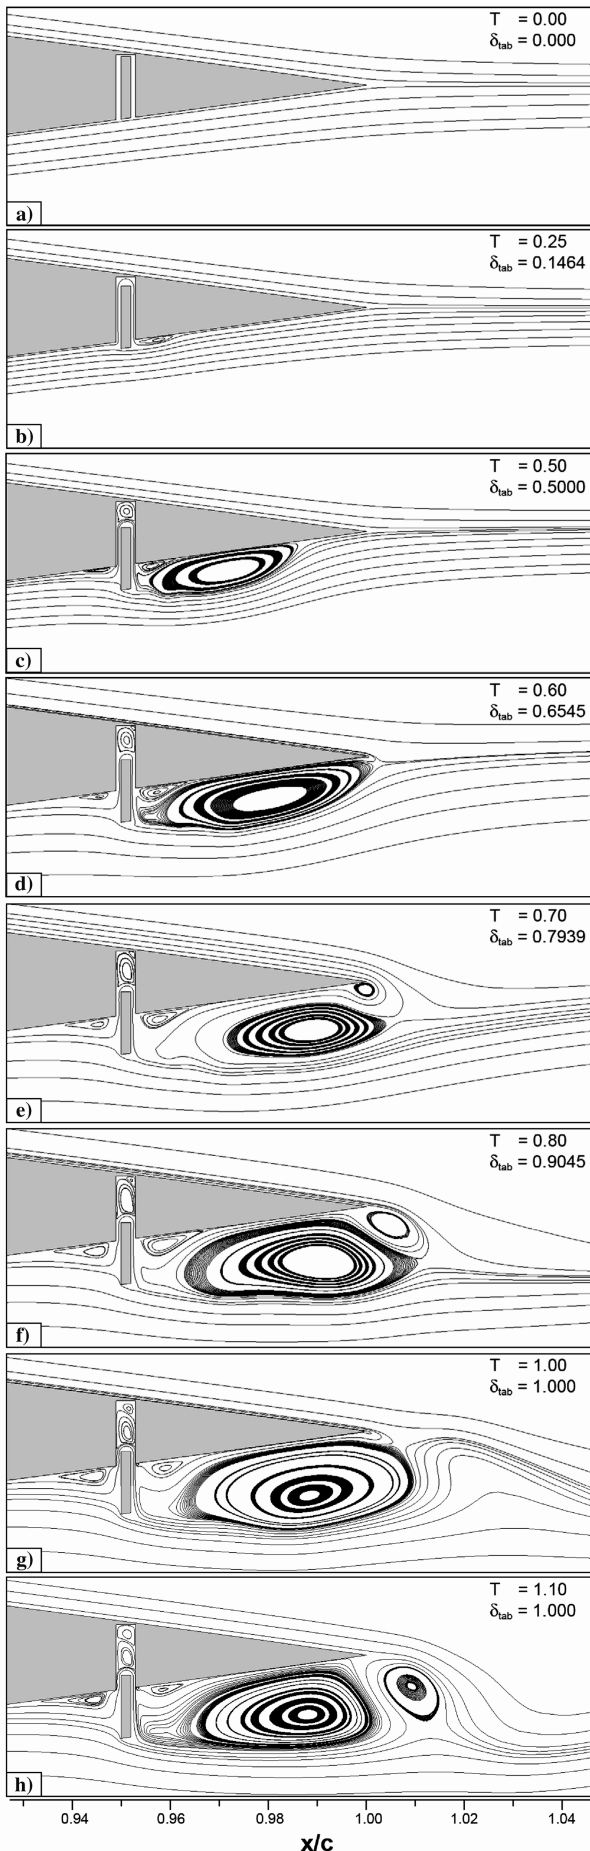 T = 0.00
δtab = 0.000
a)
T = 0.25
δtab = 0.1464
b)
T = 0.50
δtab = 0.5000
c)
T = 0.60
δtab = 0.6545
d)
T = 0.70
δtab = 0.7939
e)
T = 0.80
δtab = 0.9045
f)
T = 1.00
δtab = 1.000
g)
T = 1.10
δtab = 1.000
h)
0.94 0.96 0.98 1.00 1.02 1.04
x/c